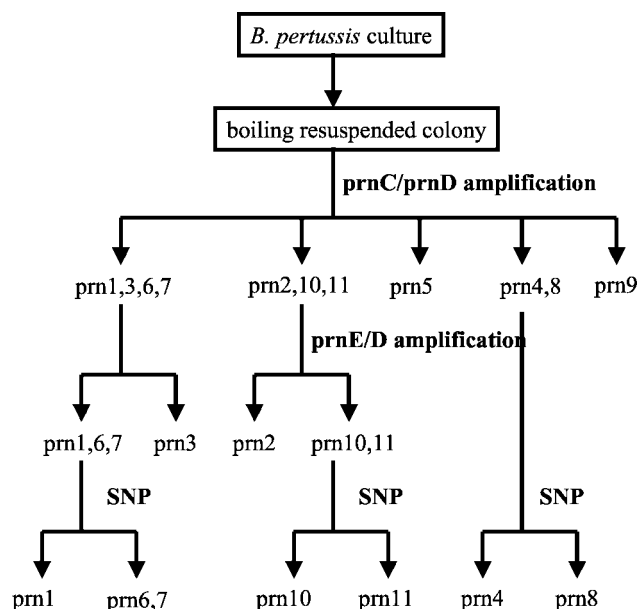 B. pertussis culture
boiling resuspended colony
prnC/prnD amplification
prn1,3,6,7 prn2,10,11 prn5 prn4,8 prn9
prnE/D amplification
prn1,6,7 prn3 prn2 prn10,11
SNP SNP SNP
prn1 prn6,7 prn10 prn11 prn4 prn8